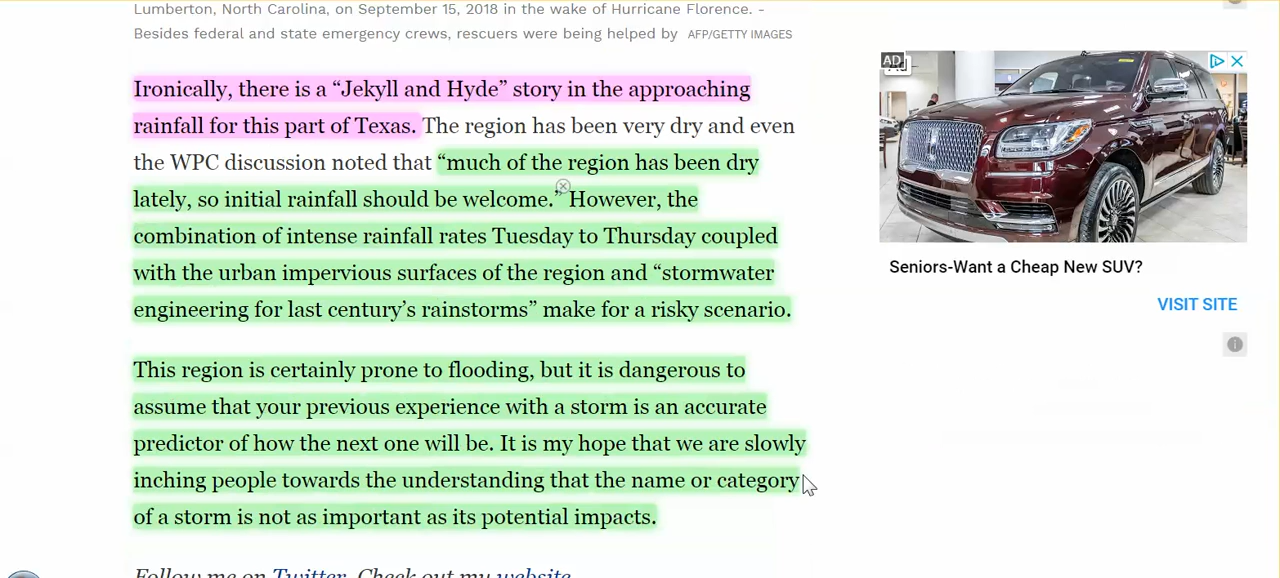 Lumberton, North Carolina, on September 15, 2018 in the wake of Hurricane Florence. -
Besides federal and state emergency crews, rescuers were being helped by AFP/GETTY IMAGES
Ironically, there is a “Jekyll and Hyde” story in the approaching
rainfall for this part of Texas. The region has been very dry and even
the WPC discussion noted that “much of the region has been dry
lately, so initial rainfall should be welcome.” However, the
combination of intense rainfall rates Tuesday to Thursday coupled
with the urban impervious surfaces of the region and “stormwater
engineering for last century’s rainstorms” make for a risky scenario.
This region is certainly prone to flooding, but it is dangerous to
assume that your previous experience with a storm is an accurate
predictor of how the next one will be. It is my hope that we are slowly
inching people towards the understanding that the name or category
of a storm is not as important as its potential impacts.
Follow me on Twitter. Check out my website.
AD
Seniors-Want a Cheap New SUV?
VISIT SITE